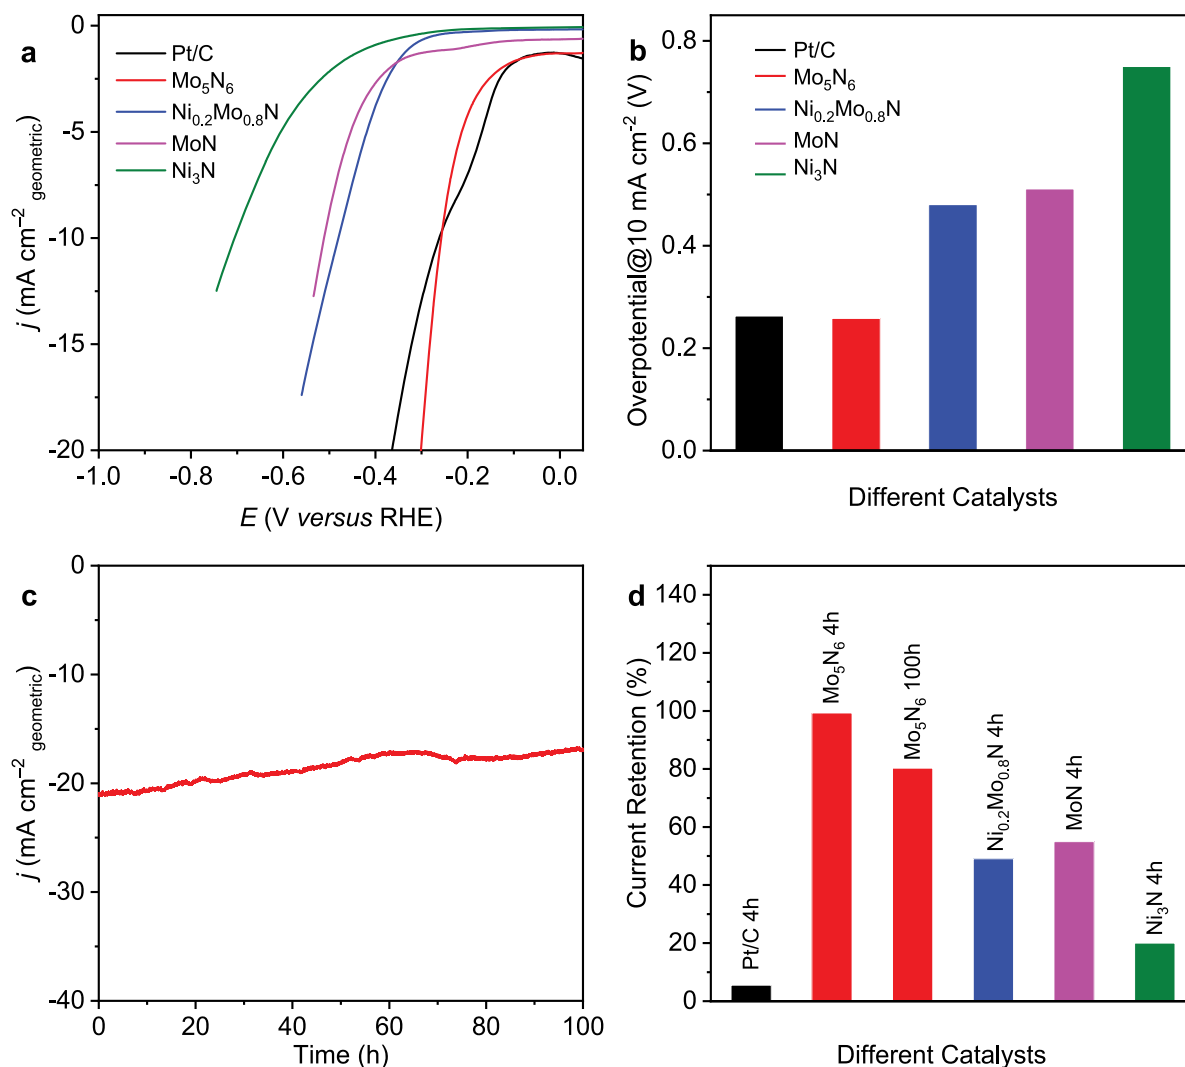 a
Pt/C
Mo₅N₆
Ni₀.₂Mo₀.₈N
MoN
Ni₃N
0
-5
-10
-15
-20
-1.0 -0.8 -0.6 -0.4 -0.2 0.0
j (mA cm⁻² geometric)
E (V versus RHE)
b
Pt/C
Mo₅N₆
Ni₀.₂Mo₀.₈N
MoN
Ni₃N
0.8
0.6
0.4
0.2
0.0
Overpotential@10 mA cm⁻² (V)
Different Catalysts
c
0
-10
-20
-30
-40
0 20 40 60 80 100
j (mA cm⁻² geometric)
Time (h)
d
140
120
100
80
60
40
20
0
Current Retention (%)
Pt/C 4h
Mo₅N₆ 4h
Mo₅N₆ 100h
Ni₀.₂Mo₀.₈N 4h
MoN 4h
Ni₃N 4h
Different Catalysts